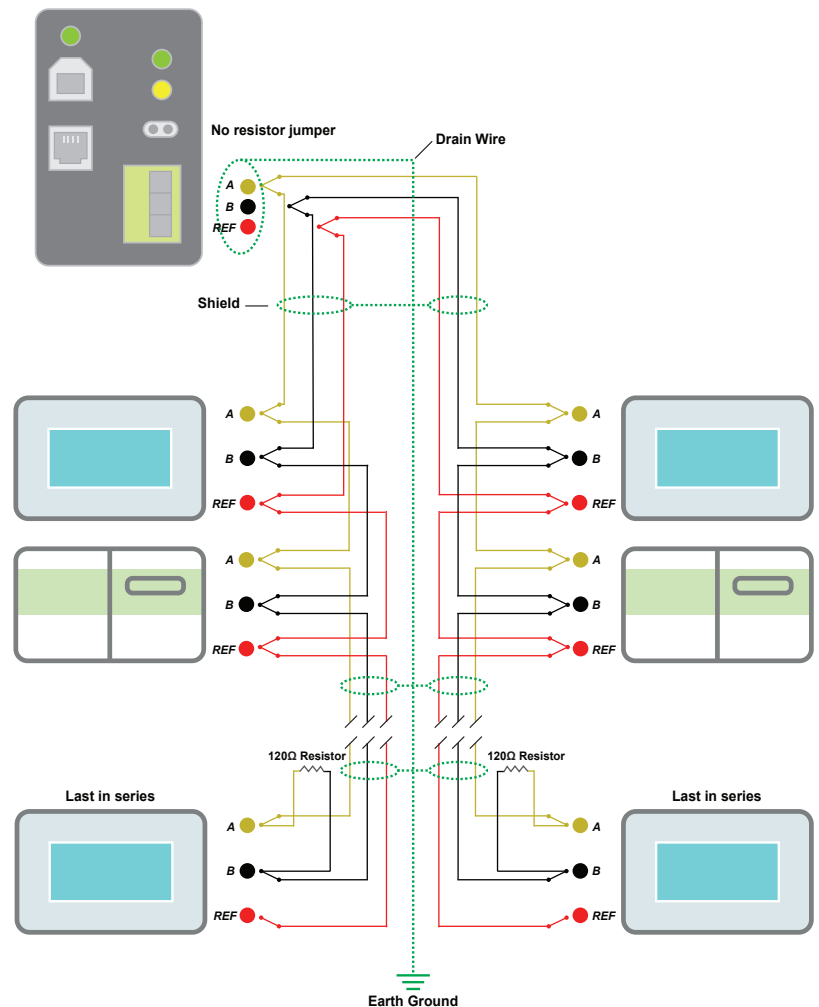 No resistor jumper
Drain Wire
A
B
REF
Shield
A
A
B
B
REF
REF
A
A
B
B
REF
REF
120Ω Resistor
120Ω Resistor
Last in series
Last in series
A
A
B
B
REF
REF
Earth Ground